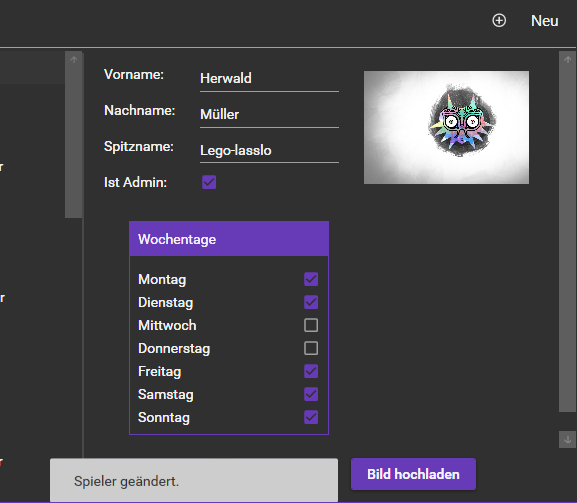 Neu
Vorname: Herwald
Nachname: Müller
Spitzname: Lego-lasslo
Ist Admin:
Wochentage
Montag
Dienstag
Mittwoch
Donnerstag
Freitag
Samstag
Sonntag
Spieler geändert.
Bild hochladen